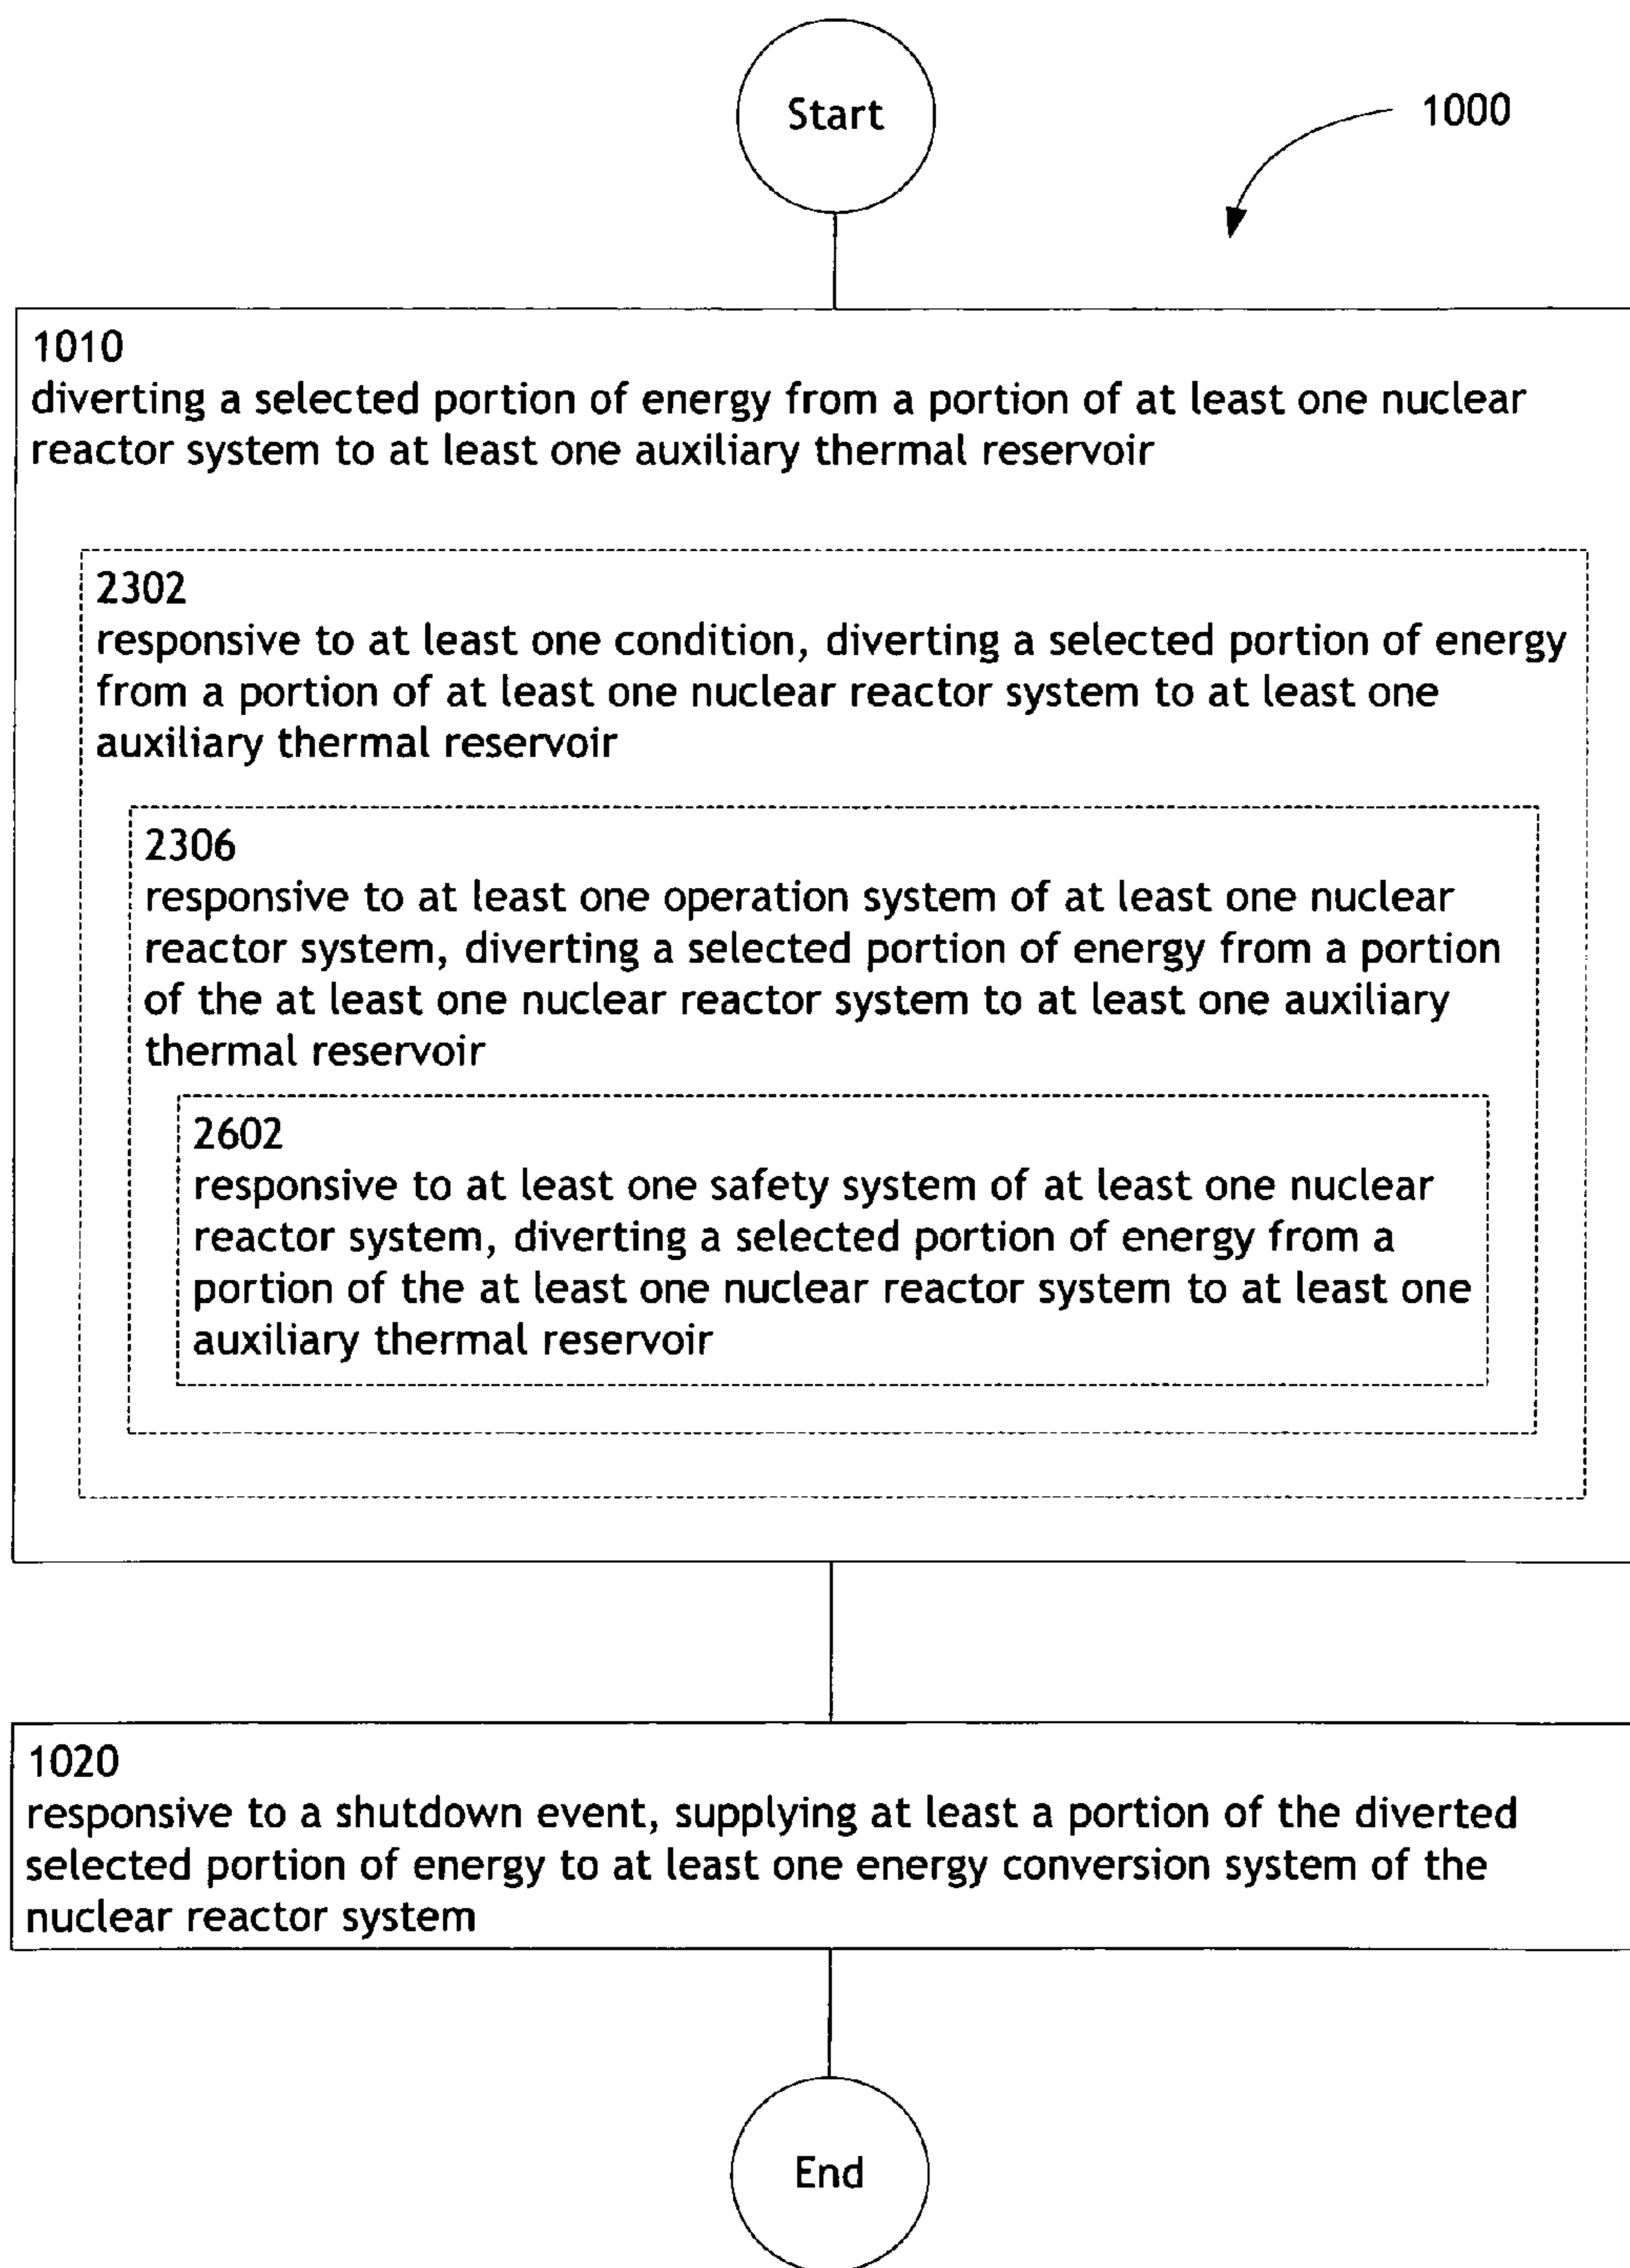 Start
1000
1010
diverting a selected portion of energy from a portion of at least one nuclear
reactor system to at least one auxiliary thermal reservoir
2302
responsive to at least one condition, diverting a selected portion of energy
from a portion of at least one nuclear reactor system to at least one
auxiliary thermal reservoir
2306
responsive to at least one operation system of at least one nuclear
reactor system, diverting a selected portion of energy from a portion
of the at least one nuclear reactor system to at least one auxiliary
thermal reservoir
2602
responsive to at least one safety system of at least one nuclear
reactor system, diverting a selected portion of energy from a
portion of the at least one nuclear reactor system to at least one
auxiliary thermal reservoir
1020
responsive to a shutdown event, supplying at least a portion of the diverted
selected portion of energy to at least one energy conversion system of the
nuclear reactor system
End